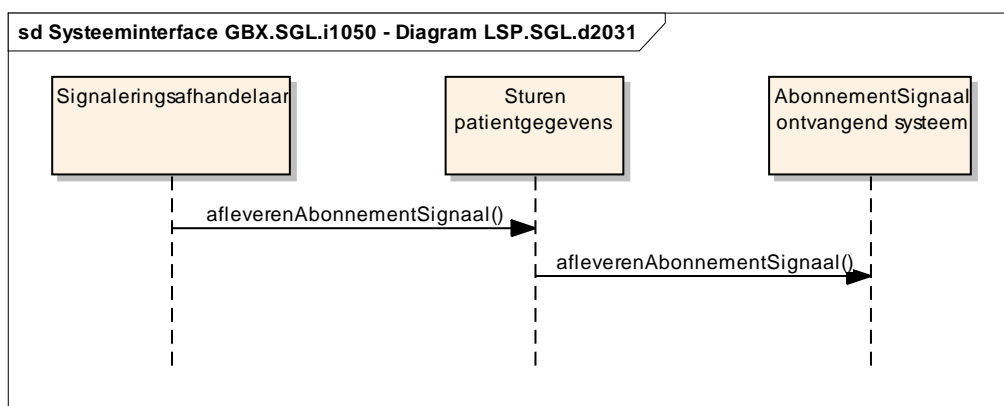 sd Systeeminterface GBX.SGL.i1050 - Diagram LSP.SGL.d2031
Signaleringsafhandelaar
Sturen
patientgegevens
AbonnementSignaal
ontvangend systeem
afleverenAbonnementSignaal()
afleverenAbonnementSignaal()